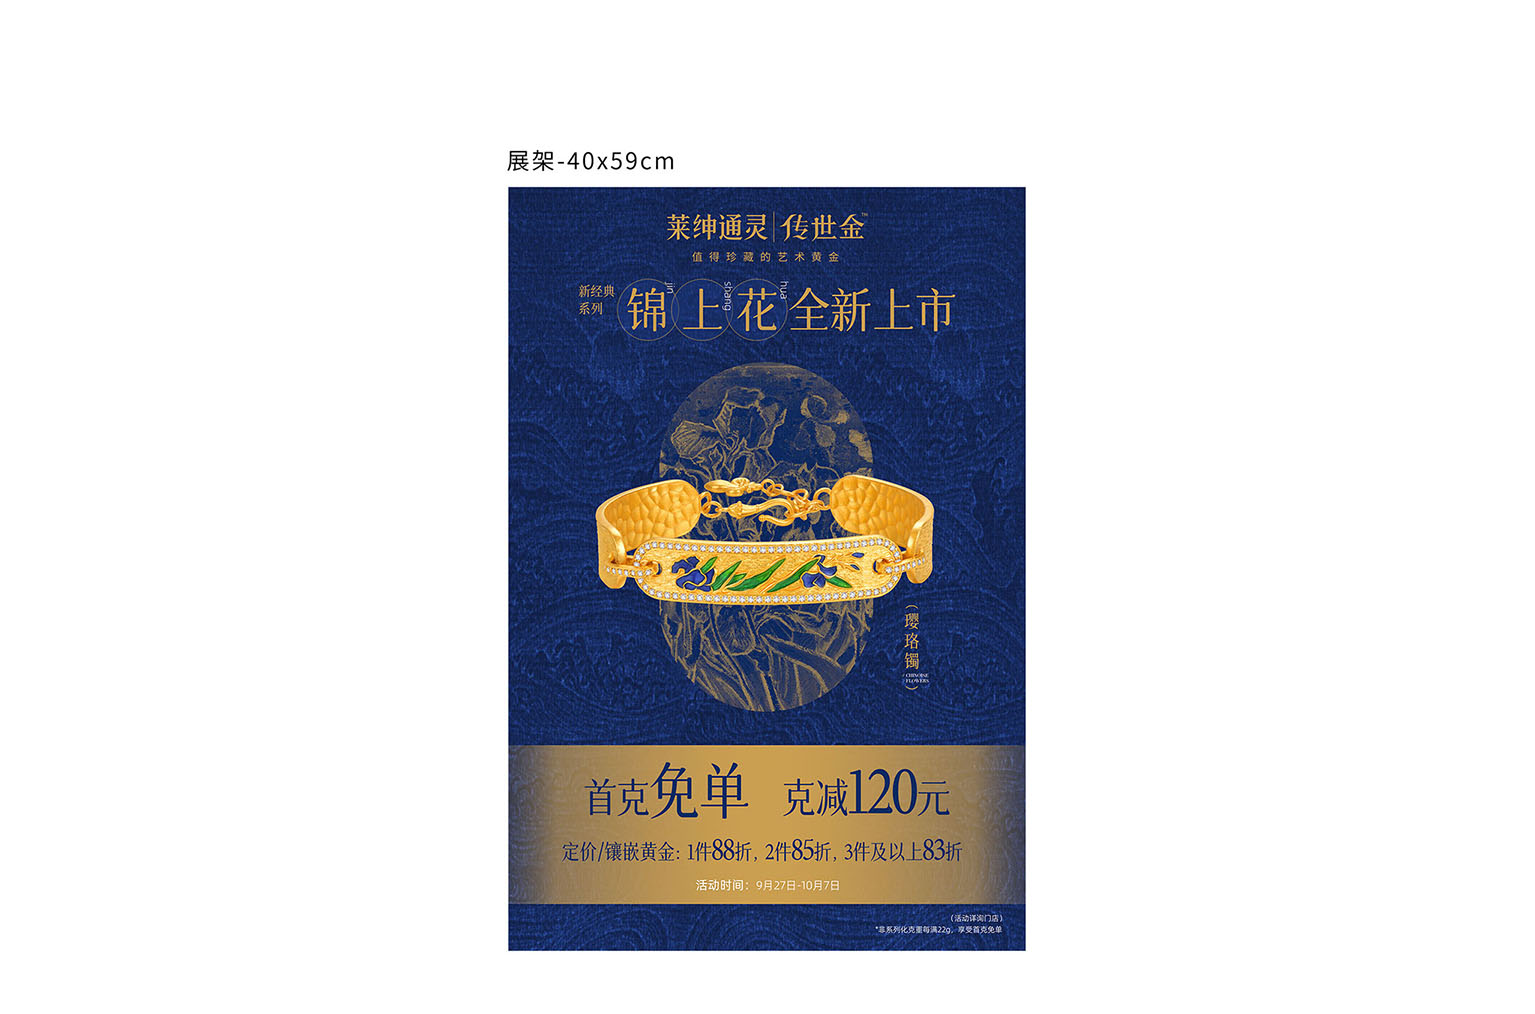 展架-40x59cm
莱绅通灵|传世金™
值得珍藏的艺术黄金
新经典
系列
锦上花全新上市
jin shang hua
璎珞镯
CHINOISE
FLOWERS
首克免单 克减120元
定价/镶嵌黄金: 1件88折, 2件85折, 3件及以上83折
活动时间: 9月27日-10月7日
(活动详询门店)
*非系列化克重每满22g, 享受首克免单